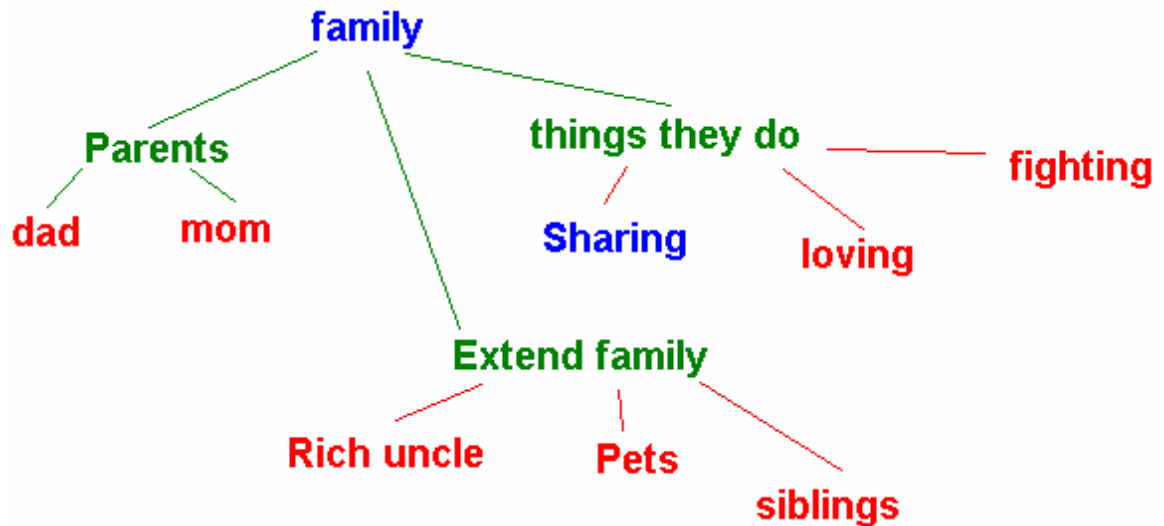 family
Parents
things they do
fighting
dad
mom
Sharing
loving
Extend family
Rich uncle
Pets
siblings